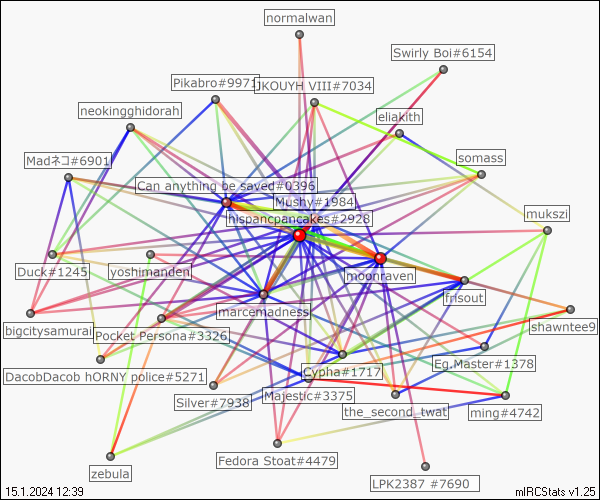 normalwan
Swirly Boi#6154
Pikabro#9971
JKOUYH VIII#7034
neokingghidorah
eliakith
somass
Madネコ#6901
Can anything be saved#0396
Mushy#1984
hispancpancakes#2928
mukszi
Duck#1245
yoshimanden
moonraven
frisout
marcemadness
bigcitysamurai
Pocket Persona#3326
shawntee9
Eg.Master#1378
Cypha#1717
DacobDacob hORNY police#5271
Silver#7938
Majestic#3375
the_second_twat
ming#4742
Fedora Stoat#4479
zebula
LPK2387 #7690
15.1.2024 12:39
mIRCStats v1.25